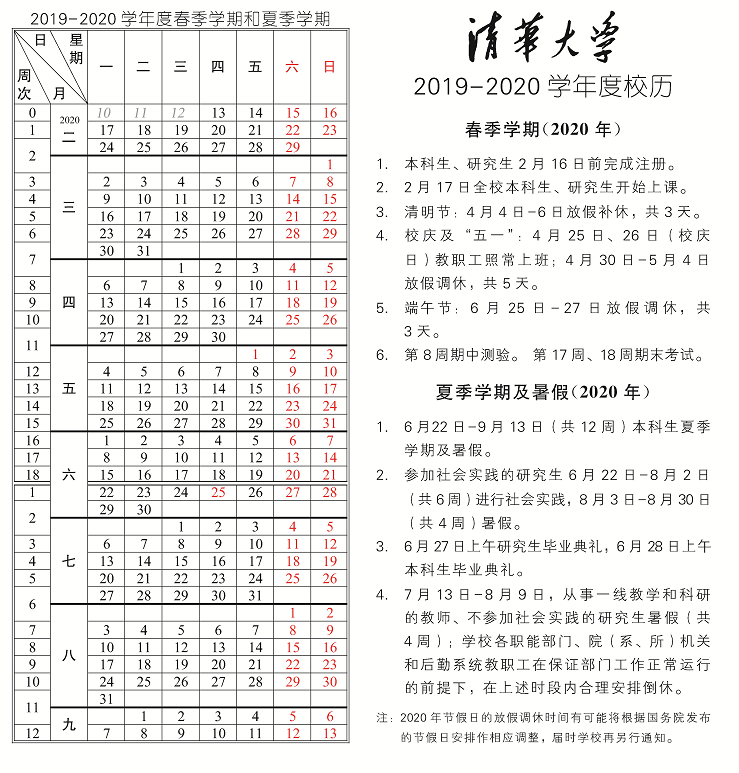 2019-2020 学年度春季学期和夏季学期
日 星期
周次 月 一 二 三 四 五 六 日
0 2020 10 11 12 13 14 15 16
1 二 17 18 19 20 21 22 23
2 24 25 26 27 28 29
1
3 2 3 4 5 6 7 8
4 三 9 10 11 12 13 14 15
5 16 17 18 19 20 21 22
6 23 24 25 26 27 28 29
7 30 31
1 2 3 4 5
8 6 7 8 9 10 11 12
9 四 13 14 15 16 17 18 19
10 20 21 22 23 24 25 26
11 27 28 29 30
1 2 3
12 4 5 6 7 8 9 10
13 五 11 12 13 14 15 16 17
14 18 19 20 21 22 23 24
15 25 26 27 28 29 30 31
16 1 2 3 4 5 6 7
17 8 9 10 11 12 13 14
18 六 15 16 17 18 19 20 21
1 22 23 24 25 26 27 28
2 29 30
1 2 3 4 5
3 6 7 8 9 10 11 12
4 七 13 14 15 16 17 18 19
5 20 21 22 23 24 25 26
6 27 28 29 30 31
1 2
7 3 4 5 6 7 8 9
8 八 10 11 12 13 14 15 16
9 17 18 19 20 21 22 23
10 24 25 26 27 28 29 30
11 31
九 1 2 3 4 5 6
12 7 8 9 10 11 12 13
清華大学
2019-2020 学年度校历
春季学期(2020 年)
1. 本科生、研究生 2 月 16 日前完成注册。
2. 2 月 17 日全校本科生、研究生开始上课。
3. 清明节：4 月 4 日-6 日放假补休，共 3 天。
4. 校庆及“五一”：4 月 25 日、26 日（校庆
日）教职工照常上班；4 月 30 日-5 月 4 日
放假调休，共 5 天。
5. 端午节：6 月 25 日-27 日放假调休，共
3 天。
6. 第 8 周期中测验。 第 17 周、18 周期末考试。
夏季学期及暑假(2020 年)
1. 6 月 22 日-9 月 13 日（共 12 周）本科生夏季
学期及暑假。
2. 参加社会实践的研究生 6 月 22 日-8 月 2 日
（共 6 周）进行社会实践，8 月 3 日-8 月 30 日
（共 4 周）暑假。
3. 6 月 27 日上午研究生毕业典礼，6 月 28 日上午
本科生毕业典礼。
4. 7 月 13 日-8 月 9 日，从事一线教学和科研
的教师、不参加社会实践的研究生暑假（共
4 周）；学校各职能部门、院（系、所）机关
和后勤系统教职工在保证部门工作正常运行
的前提下，在上述时段内合理安排倒休。
注：2020 年节假日的放假调休时间有可能将根据国务院发布
的节假日安排作相应调整，届时学校再另行通知。